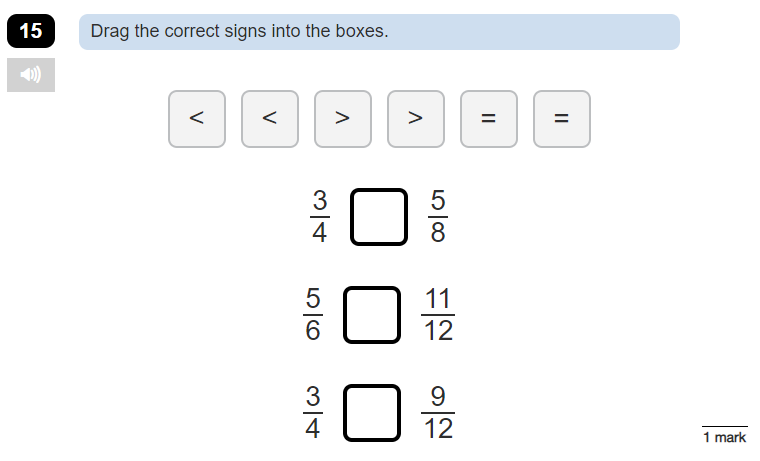 15 Drag the correct signs into the boxes.
< < > > = =
3/4 5/8
5/6 11/12
3/4 9/12
1 mark